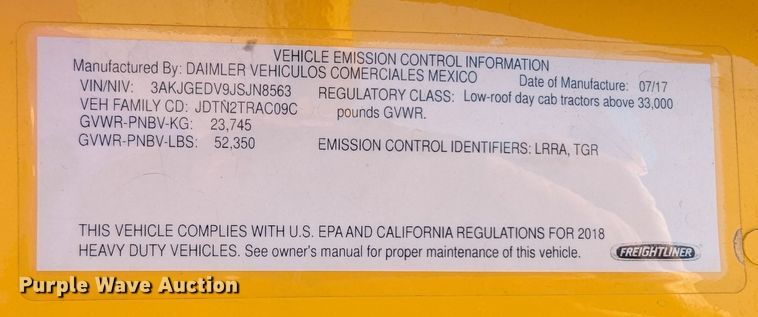 VEHICLE EMISSION CONTROL INFORMATION
Manufactured By: DAIMLER VEHICULOS COMERCIALES MEXICO Date of Manufacture: 07/17
VIN/NIV: 3AKJGEDV9JSJN8563 REGULATORY CLASS: Low-roof day cab tractors above 33,000
VEH FAMILY CD: JDTN2TRAC09C pounds GVWR.
GVWR-PNBV-KG: 23,745
GVWR-PNBV-LBS: 52,350 EMISSION CONTROL IDENTIFIERS: LRRA, TGR
THIS VEHICLE COMPLIES WITH U.S. EPA AND CALIFORNIA REGULATIONS FOR 2018
HEAVY DUTY VEHICLES. See owner's manual for proper maintenance of this vehicle.
FREIGHTLINER
Purple Wave Auction